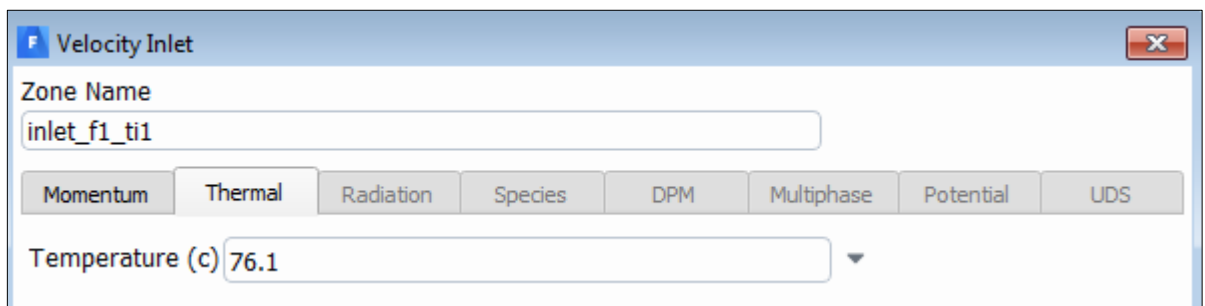 F Velocity Inlet
Zone Name
inlet_f1_ti1
Momentum Thermal Radiation Species DPM Multiphase Potential UDS
Temperature (c) 76.1